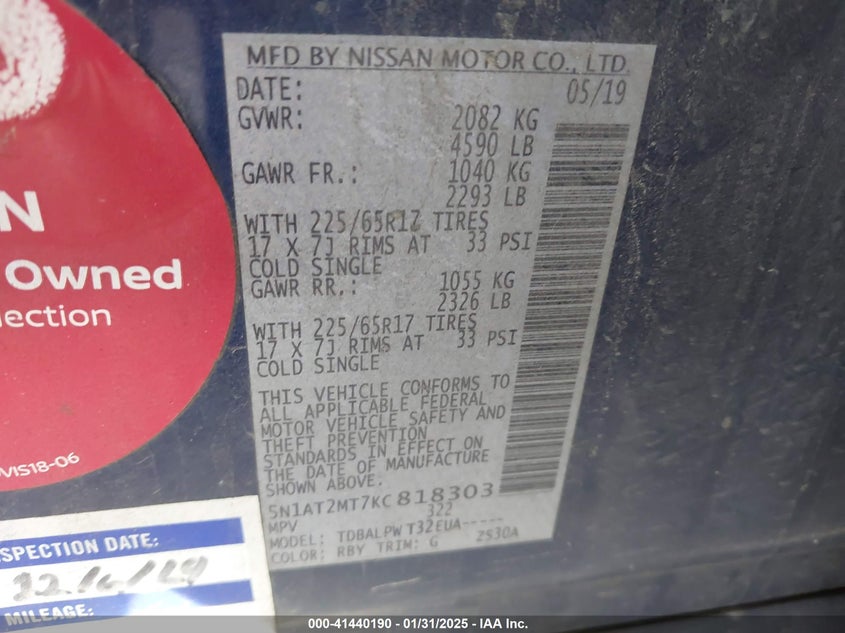 MFD BY NISSAN MOTOR CO., LTD.
DATE: 05/19
GVWR: 2082 KG
4590 LB
GAWR FR.: 1040 KG
2293 LB
WITH 225/65R17 TIRES
17 X 7J RIMS AT 33 PSI
COLD SINGLE
GAWR RR.: 1055 KG
2326 LB
WITH 225/65R17 TIRES
17 X 7J RIMS AT 33 PSI
COLD SINGLE
THIS VEHICLE CONFORMS TO
ALL APPLICABLE FEDERAL
MOTOR VEHICLE SAFETY AND
THEFT PREVENTION
STANDARDS IN EFFECT ON
THE DATE OF MANUFACTURE
SHOWN ABOVE.
5N1AT2MT7KC818303
MPV 322
MODEL: TDBALPW T32EUA-----
COLOR: RBY TRIM: G ZS30A
N
Owned
ection
VIS18-06
SPECTION DATE:
MILEAGE:
000-41440190 - 01/31/2025 - IAA Inc.